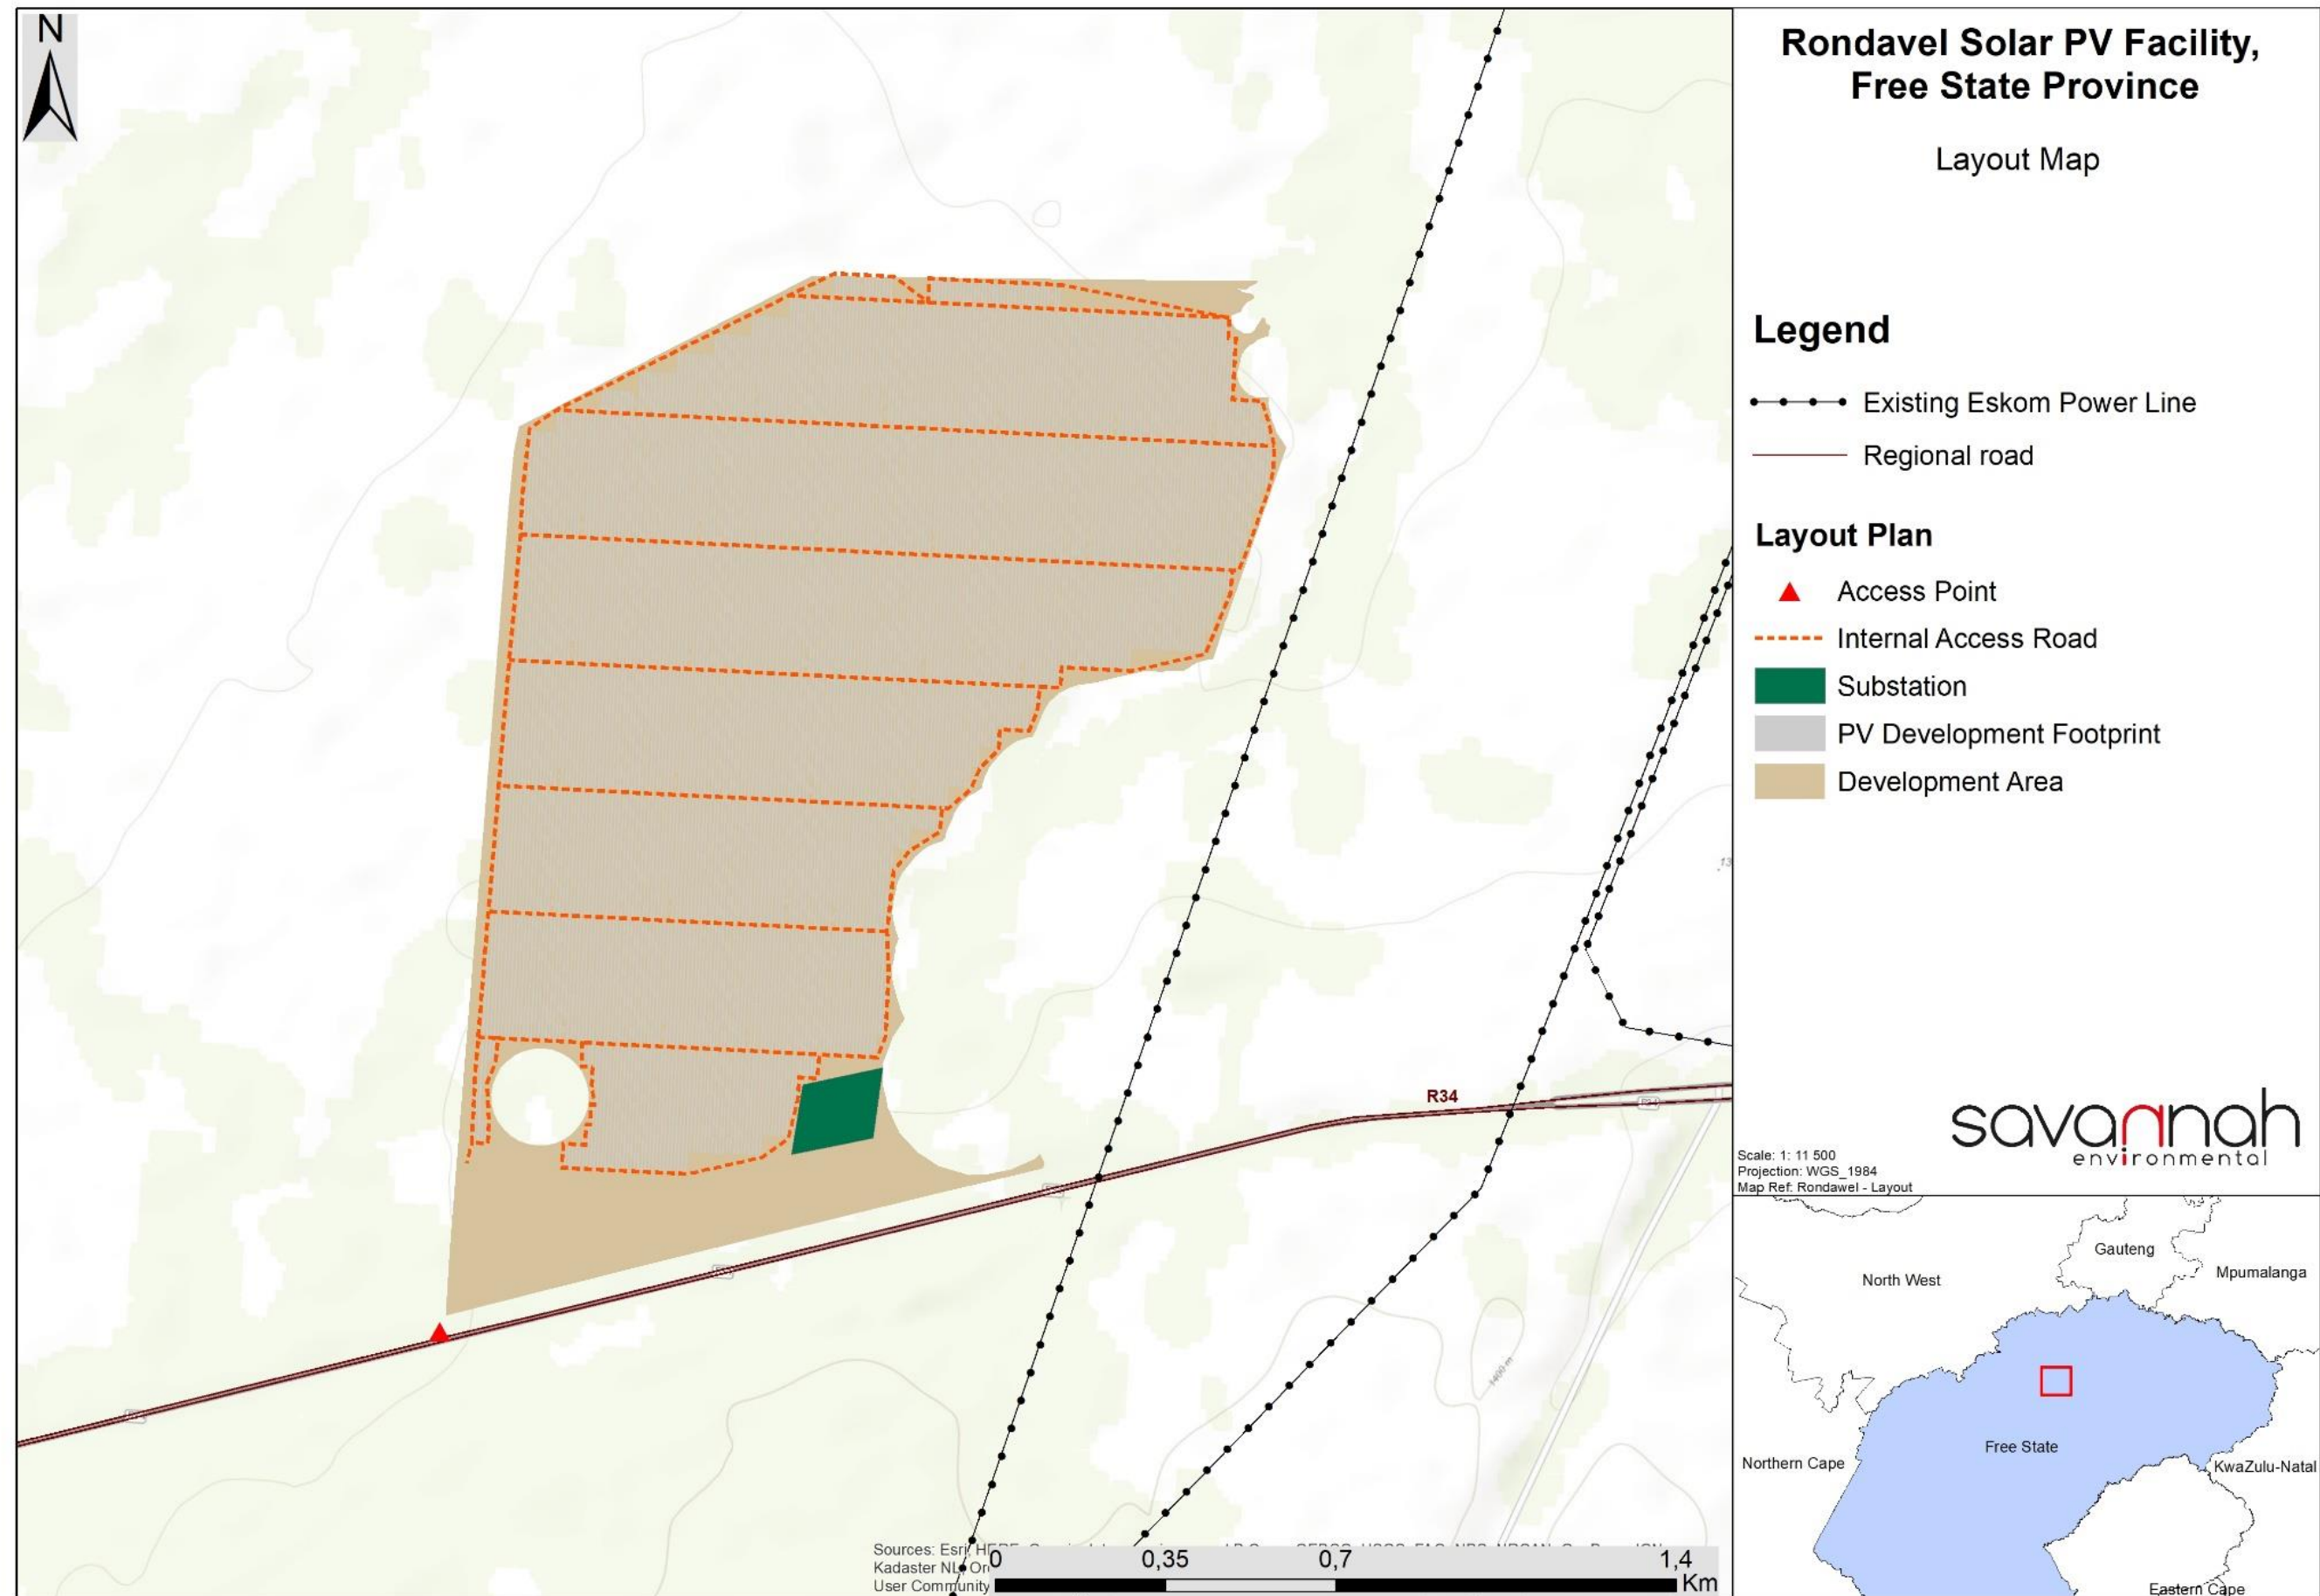 N
Rondavel Solar PV Facility,
Free State Province
Layout Map
Legend
Existing Eskom Power Line
Regional road
Layout Plan
Access Point
Internal Access Road
Substation
PV Development Footprint
Development Area
R34
1400 m
savannah
environmental
Scale: 1: 11 500
Projection: WGS_1984
Map Ref: Rondawel - Layout
Gauteng
North West
Mpumalanga
Free State
Northern Cape
KwaZulu-Natal
Eastern Cape
Sources: Esri,
Kadaster NL,
User Community
0 0,35 0,7 1,4
Km